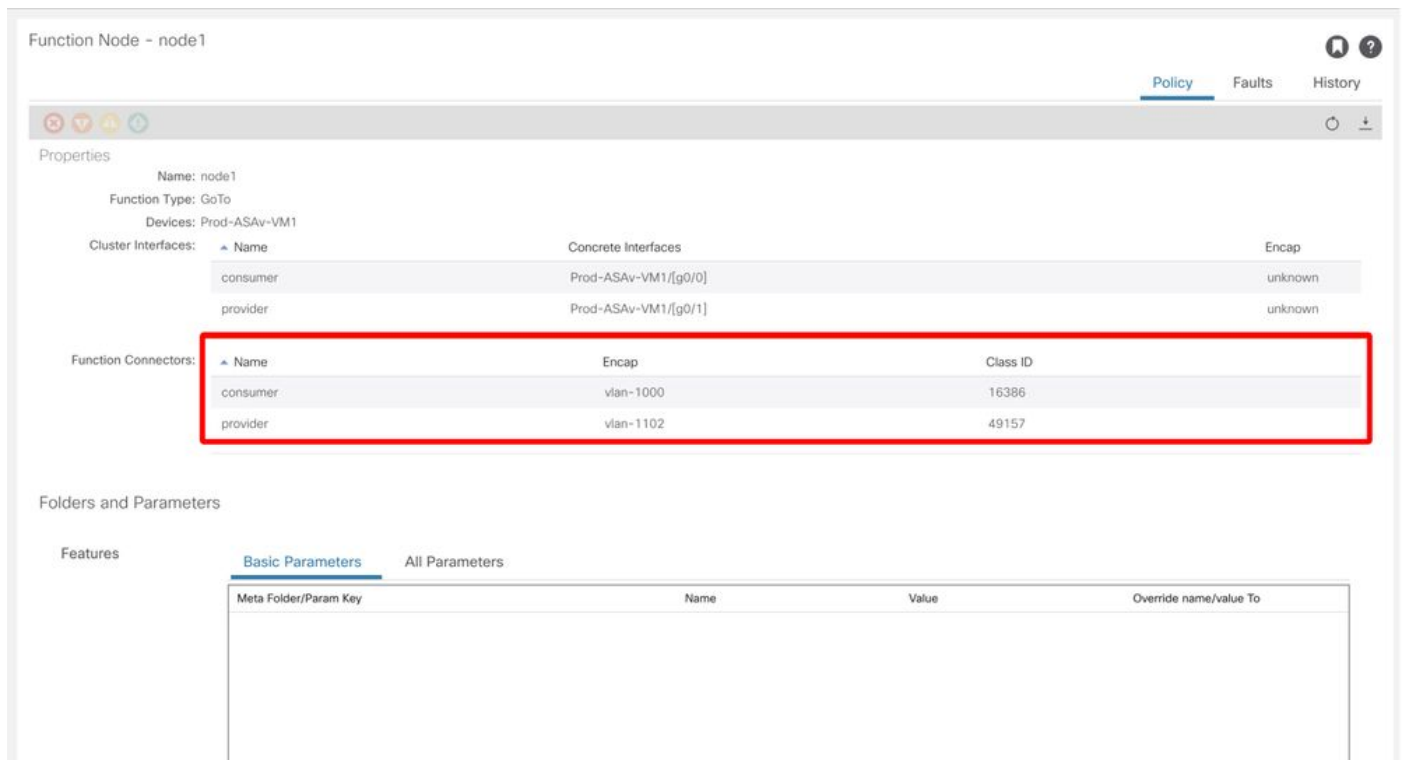 Function Node - node1
Policy Faults History
Properties
Name: node1
Function Type: GoTo
Devices: Prod-ASAv-VM1
Cluster Interfaces: Name Concrete Interfaces Encap
consumer Prod-ASAv-VM1/[g0/0] unknown
provider Prod-ASAv-VM1/[g0/1] unknown
Function Connectors: Name Encap Class ID
consumer vlan-1000 16386
provider vlan-1102 49157
Folders and Parameters
Features Basic Parameters All Parameters
Meta Folder/Param Key Name Value Override name/value To